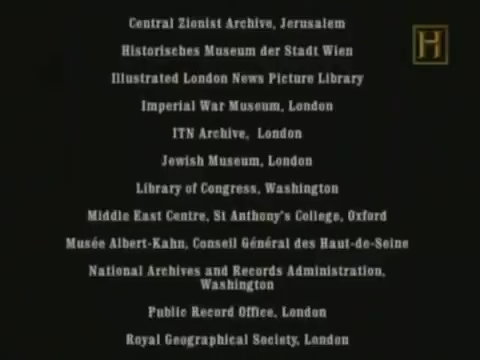 Central Zionist Archive, Jerusalem
H
Historisches Museum der Stadt Wien
Illustrated London News Picture Library
Imperial War Museum, London
ITN Archive, London
Jewish Museum, London
Library of Congress, Washington
Middle East Centre, St Anthony's College, Oxford
Musée Albert-Kahn, Conseil Général des Haut-de-Seine
National Archives and Records Administration,
Washington
Public Record Office, London
Royal Geographical Society, London